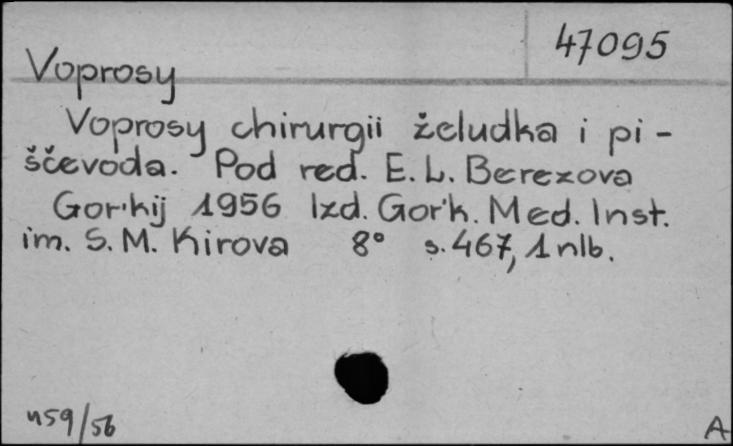 47095
Voprosy
Voprosy chirurgii želudka i pi-
ščevoda. Pod red. E. L. Berezova
Gor'kij 1956 Izd. Gor'k. Med. Inst.
im. S. M. Kirova 8° s. 467, 1 nlb.
n59/56
A